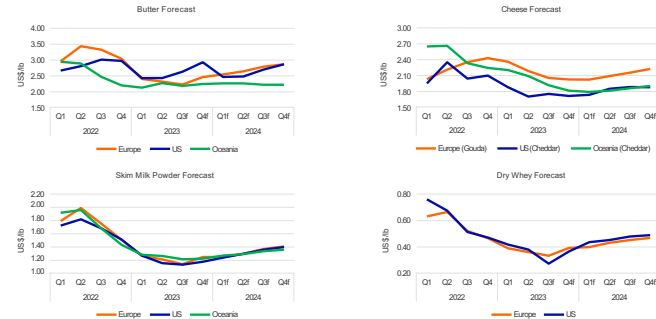 Butter Forecast
US$/lb
4.00
3.50
3.00
2.50
2.00
1.50
Q1 Q2 Q3 Q4 Q1 Q2 Q3f Q4f Q1f Q2f Q3f Q4f
2022 2023 2024
Europe US Oceania
Cheese Forecast
US$/lb
3.00
2.70
2.40
2.10
1.80
1.50
Q1 Q2 Q3 Q4 Q1 Q2 Q3f Q4f Q1f Q2f Q3f Q4f
2022 2023 2024
Europe (Gouda) US (Cheddar) Oceania (Cheddar)
Skim Milk Powder Forecast
US$/lb
2.20
2.00
1.80
1.60
1.40
1.20
1.00
Q1 Q2 Q3 Q4 Q1 Q2 Q3f Q4f Q1f Q2f Q3f Q4f
2022 2023 2024
Europe US Oceania
Dry Whey Forecast
US$/lb
0.80
0.60
0.40
0.20
Q1 Q2 Q3 Q4 Q1 Q2 Q3f Q4f Q1f Q2f Q3f Q4f
2022 2023 2024
Europe US